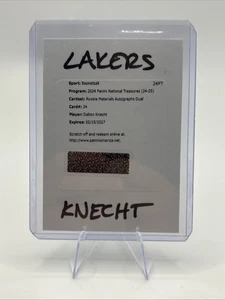 LAKERS
Sport: Basketball
24PT
Program: 2024 Panini National Treasures (24-25)
Contest: Rookie Materials Autographs Dual
Card#: 24
Player: Dalton Knecht
Expires: 02/15/2027
Scratch off and redeem online at:
http://www.paniniamerica.net
KNECHT